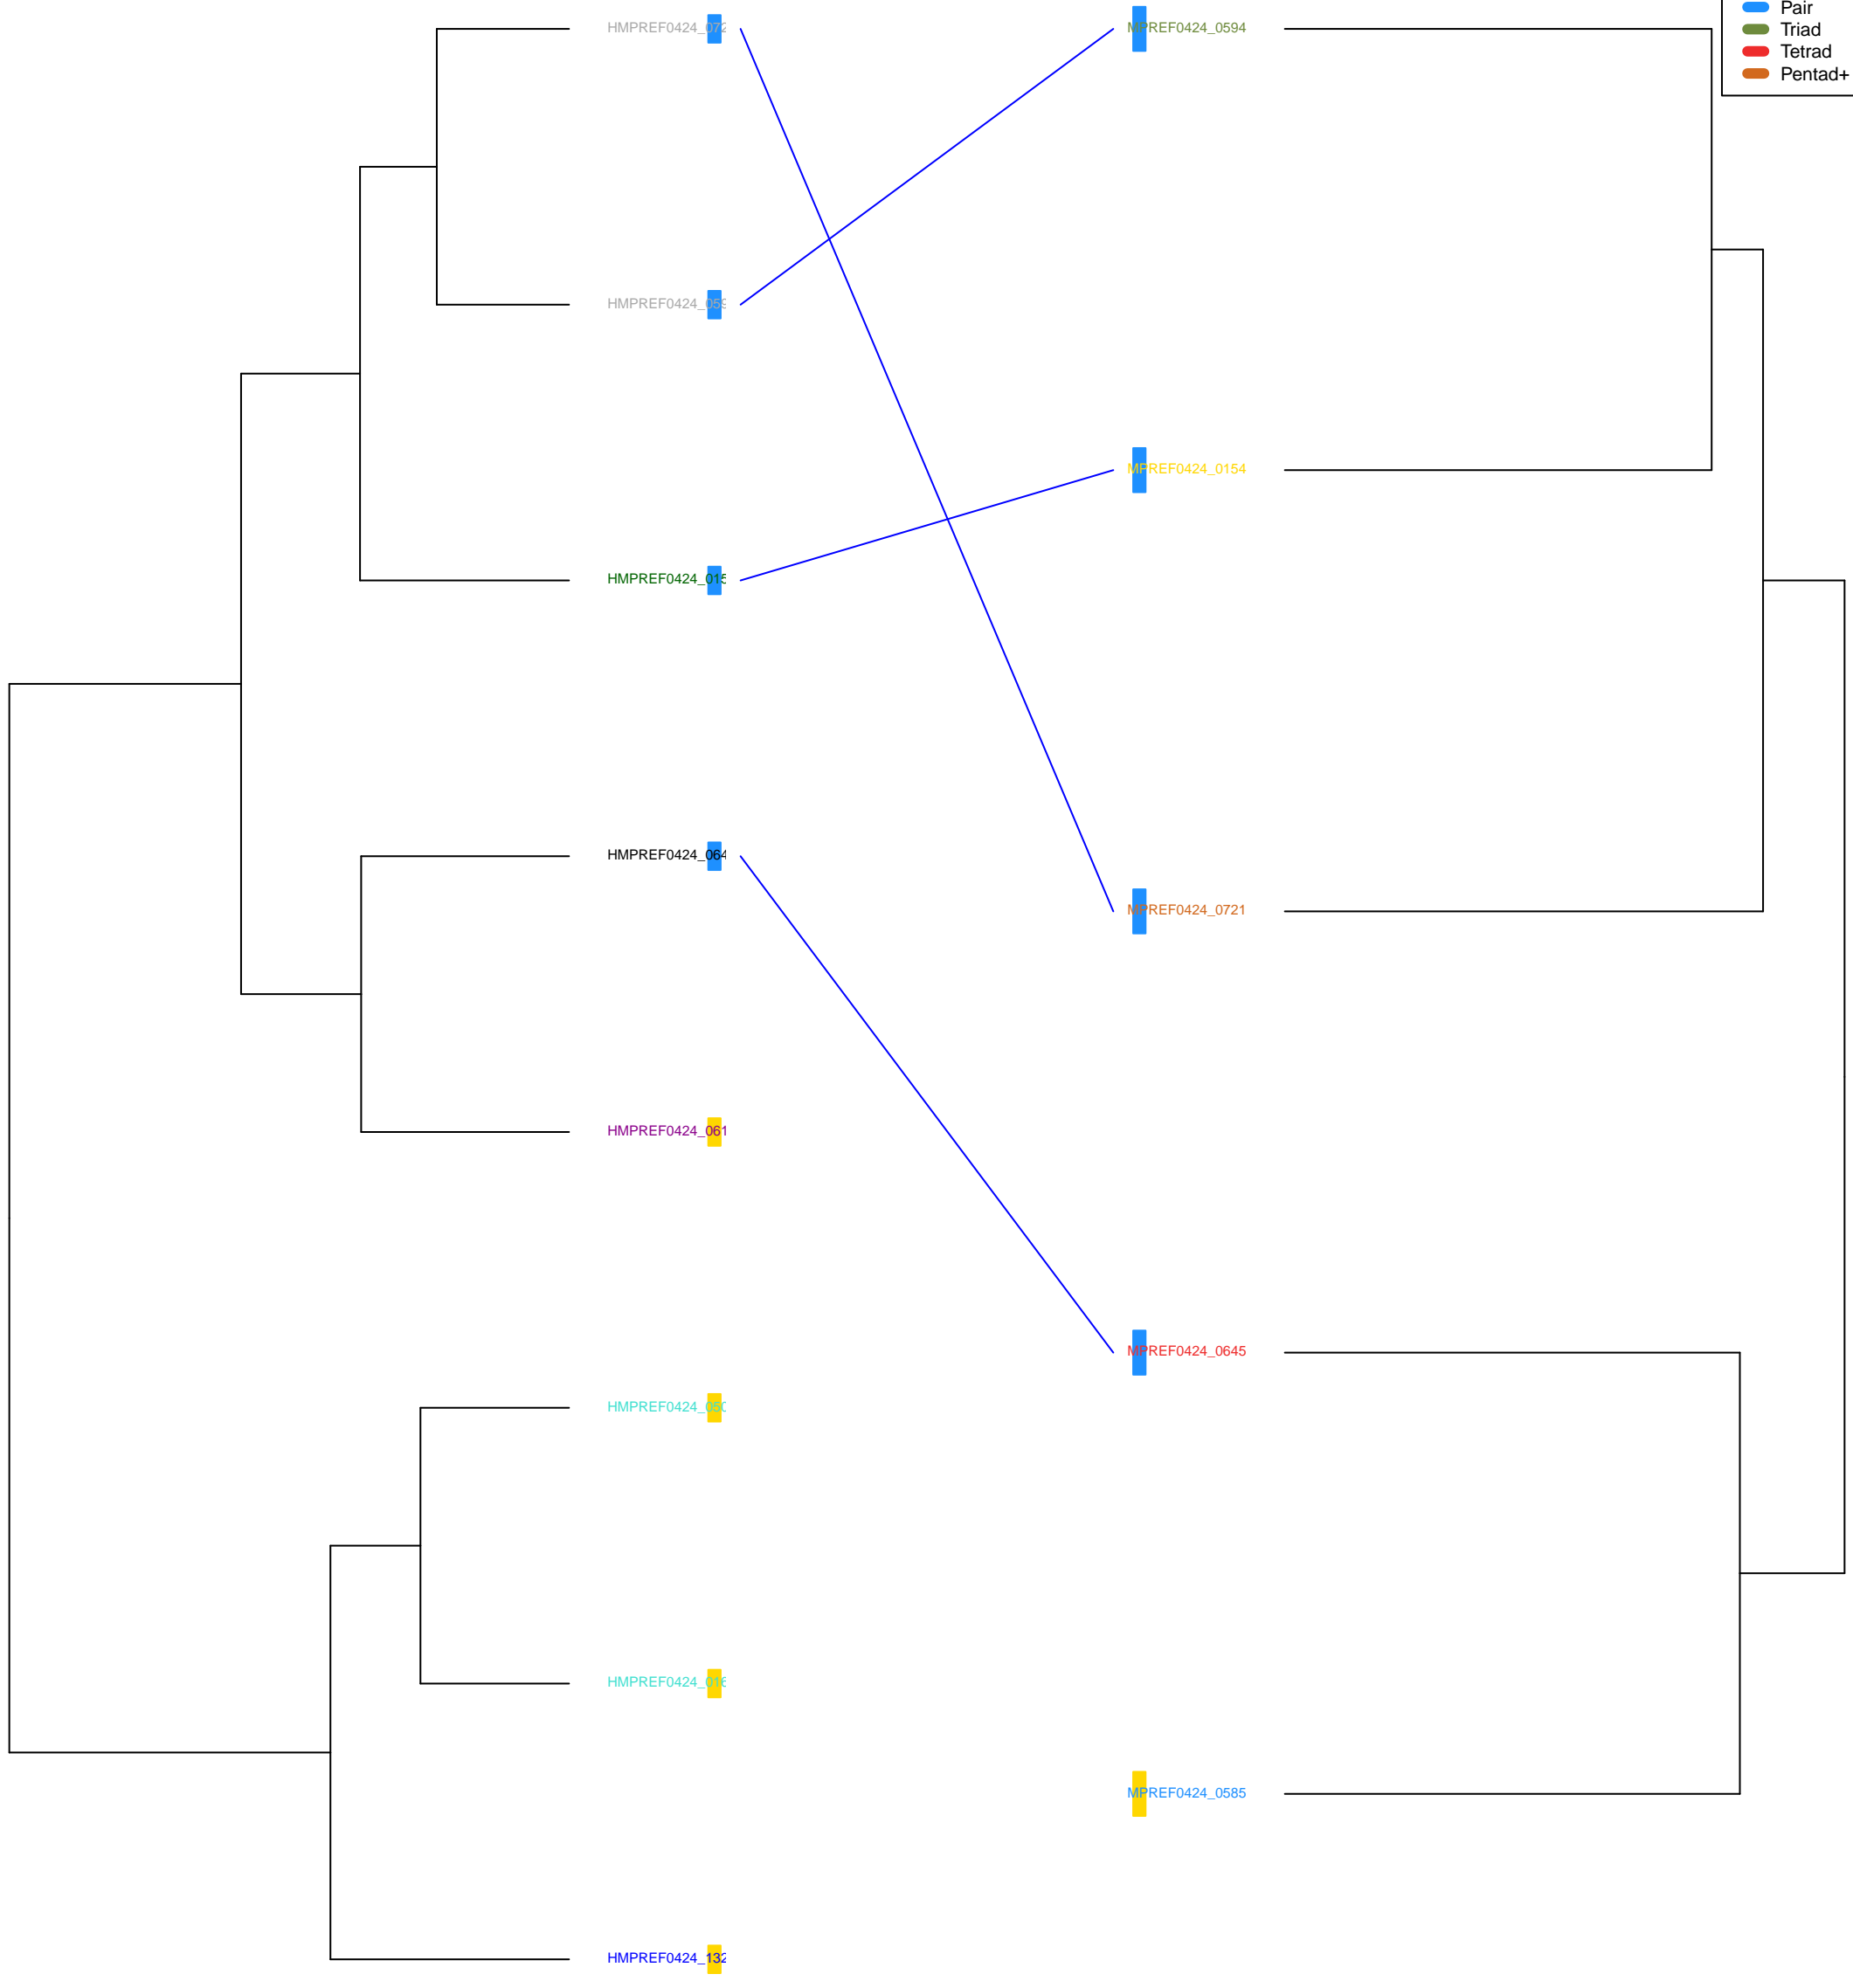 HMPREF0424_072
MPREF0424_0594
Pair
Triad
Tetrad
Pentad+
HMPREF0424_059
MPREF0424_0154
HMPREF0424_015
HMPREF0424_064
MPREF0424_0721
HMPREF0424_061
MPREF0424_0645
HMPREF0424_050
HMPREF0424_016
MPREF0424_0585
HMPREF0424_132